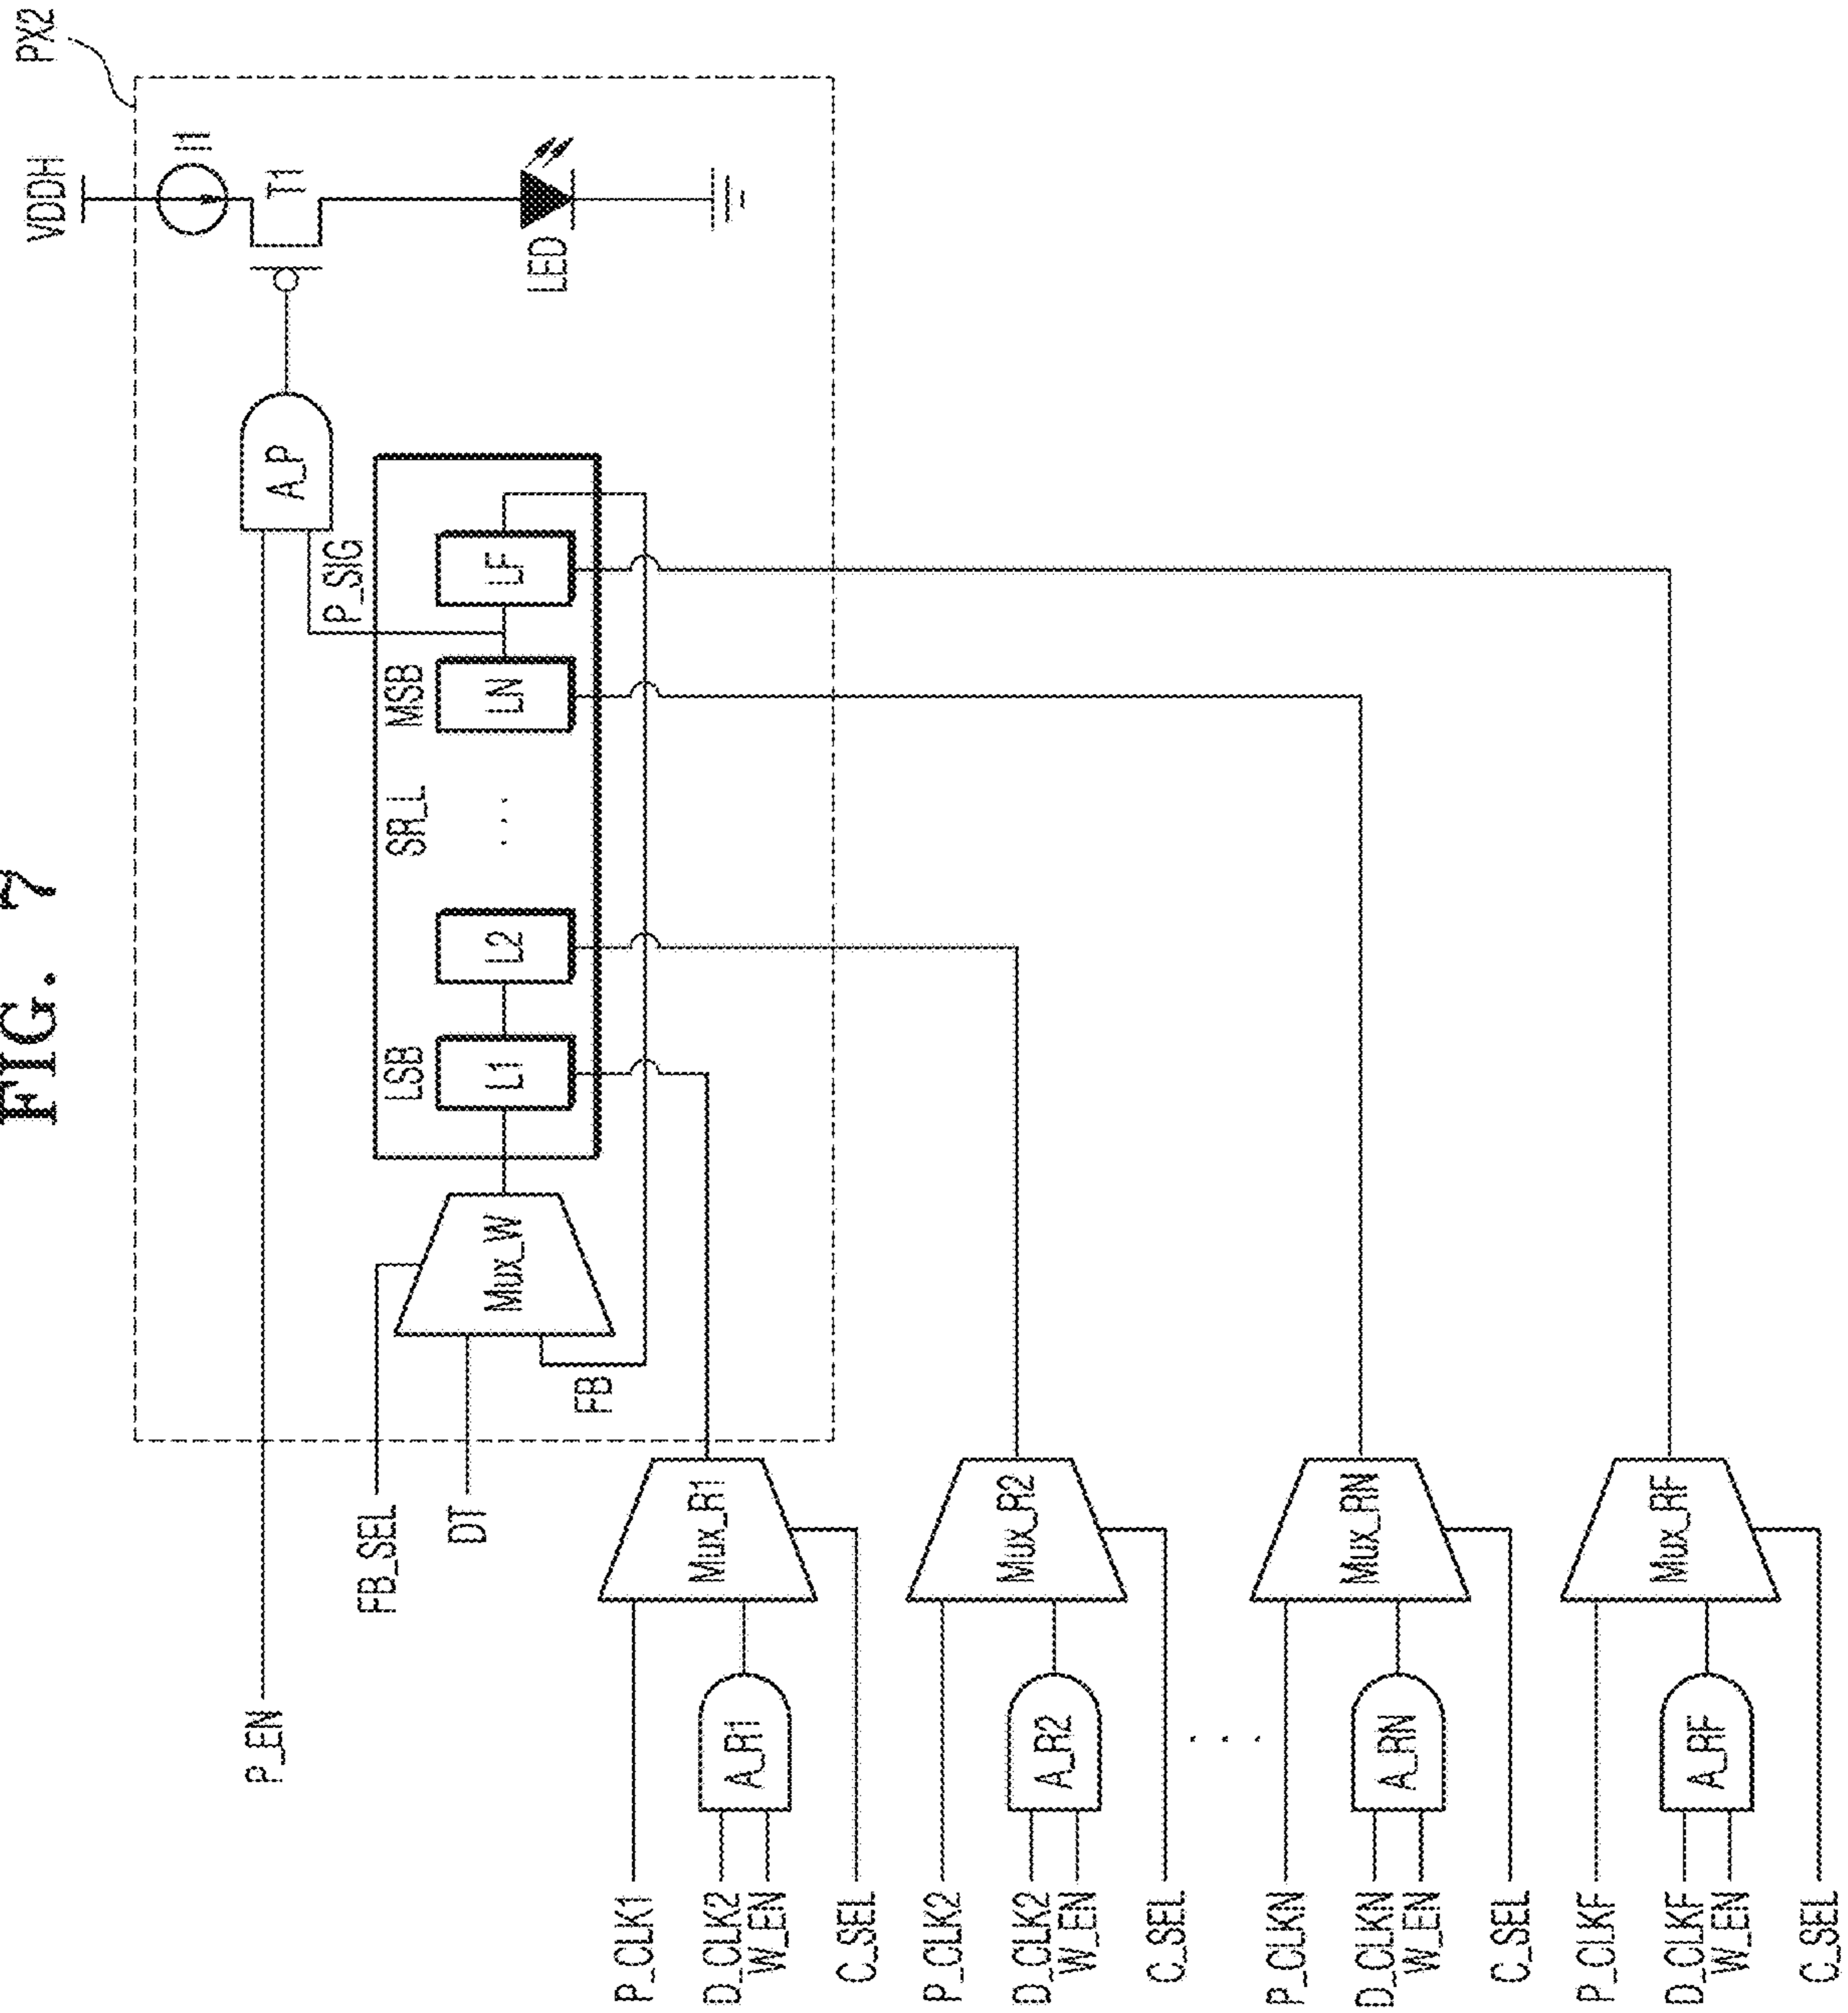 FIG. 7
PX2
VDDH
I1
T1
LED
A_P
P_SIG
P_EN
LSB
SR_L
MSB
L1
L2
...
LN
LF
Mux_W
FB_SEL
DT
FB
P_CLK1
D_CLK2
W_EN
C_SEL
A_R1
Mux_R1
P_CLK2
D_CLK2
W_EN
C_SEL
A_R2
Mux_R2
...
P_CLKN
D_CLKN
W_EN
C_SEL
A_RN
Mux_RN
P_CLKF
D_CLKF
W_EN
C_SEL
A_RF
Mux_RF